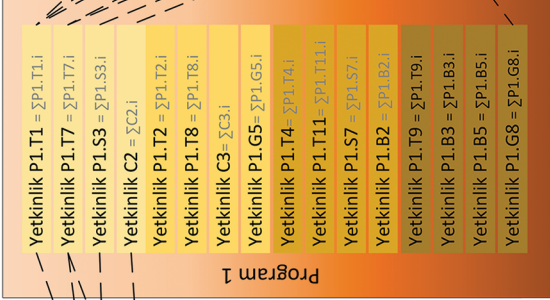 Yetkinlik P1.T1 = ∑P1.T1.i
Yetkinlik P1.T7 = ∑P1.T7.i
Yetkinlik P1.S3 = ∑P1.S3.i
Yetkinlik C2 = ∑C2.i
Yetkinlik P1.T2 = ∑P1.T2.i
Yetkinlik P1.T8 = ∑P1.T8.i
Yetkinlik C3= ∑C3.i
Yetkinlik P1.G5= ∑P1.G5.i
Yetkinlik P1.T4= ∑P1.T4.i
Yetkinlik P1.T11= ∑P1.T11.i
Yetkinlik P1.S7 = ∑P1.S7.i
Yetkinlik P1.B2 = ∑P1.B2.i
Yetkinlik P1.T9 = ∑P1.T9.i
Yetkinlik P1.B3 = ∑P1.B3.i
Yetkinlik P1.B5 = ∑P1.B5.i
Yetkinlik P1.G8 = ∑P1.G8.i
Program 1